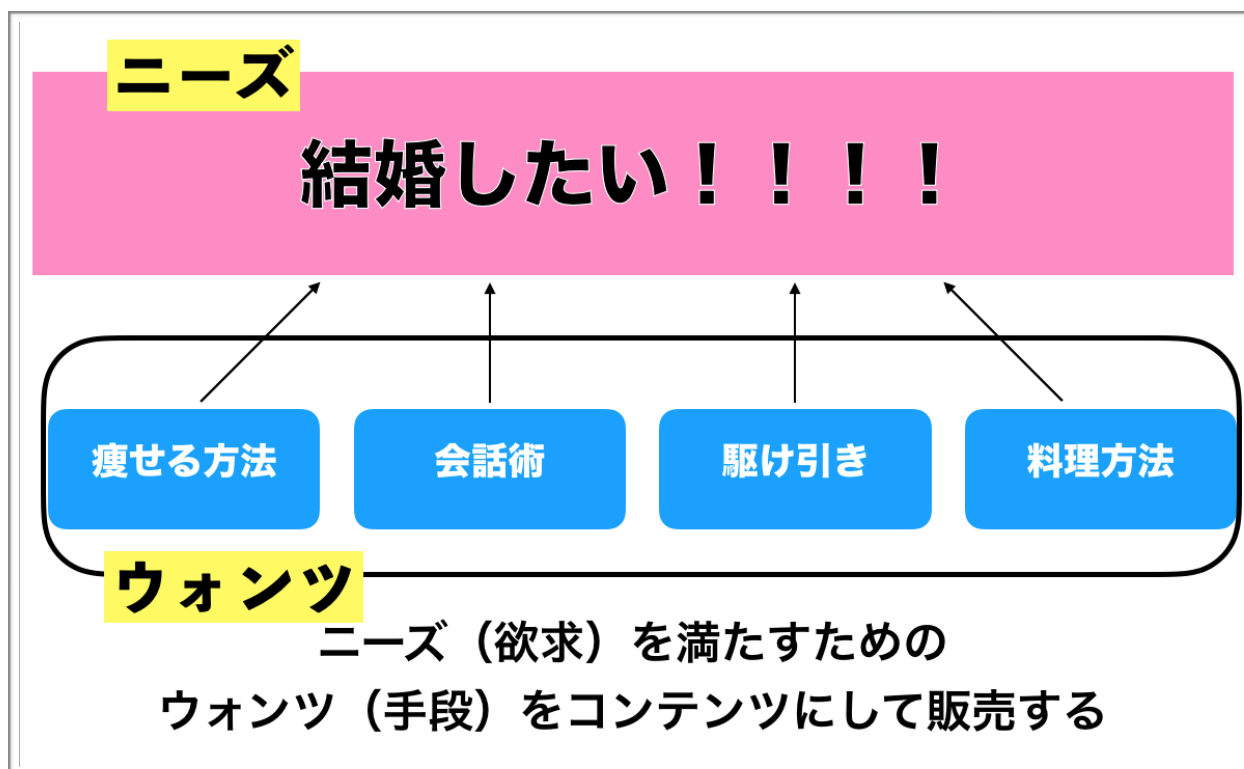 ニーズ
結婚したい！！！！
痩せる方法
会話術
駆け引き
料理方法
ウォンツ
ニーズ（欲求）を満たすための
ウォンツ（手段）をコンテンツにして販売する